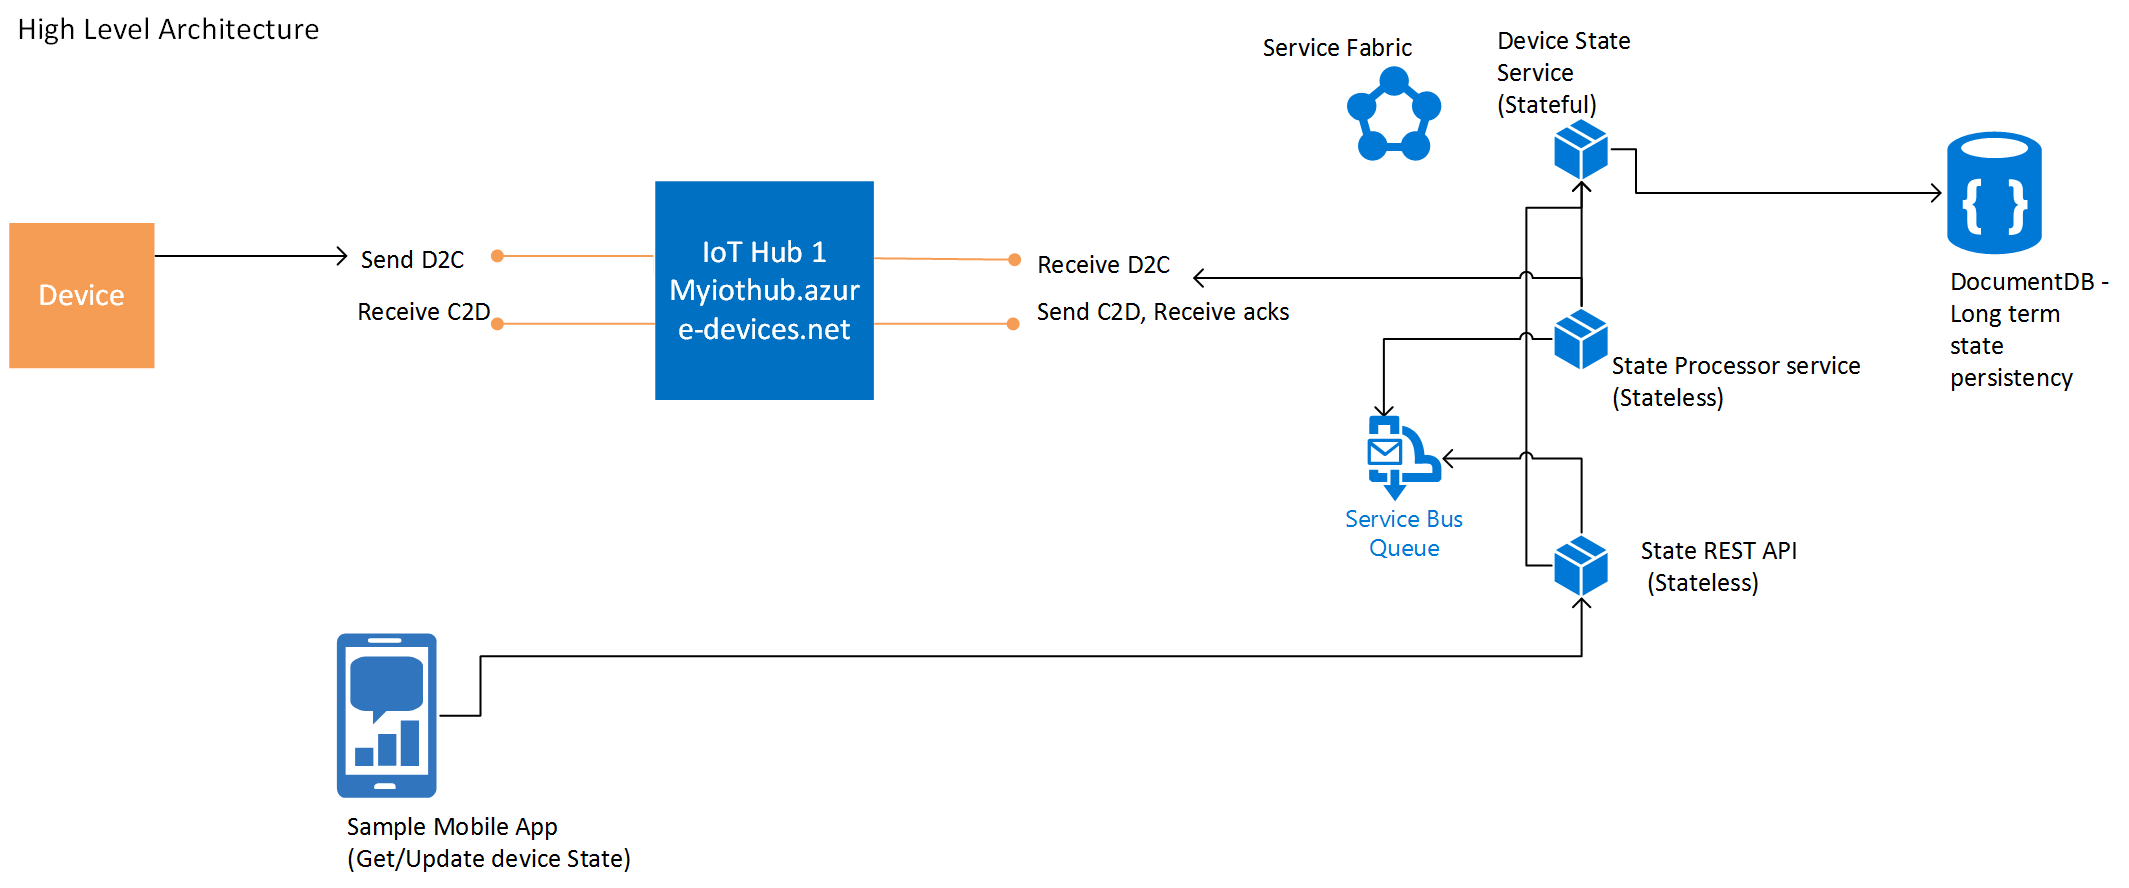 High Level Architecture
Service Fabric
Device State
Service
(Stateful)
Device
Send D2C
Receive C2D
IoT Hub 1
Myiothub.azur
e-devices.net
Receive D2C
Send C2D, Receive acks
State Processor service
(Stateless)
DocumentDB -
Long term
state
persistency
Service Bus
Queue
State REST API
(Stateless)
Sample Mobile App
(Get/Update device State)